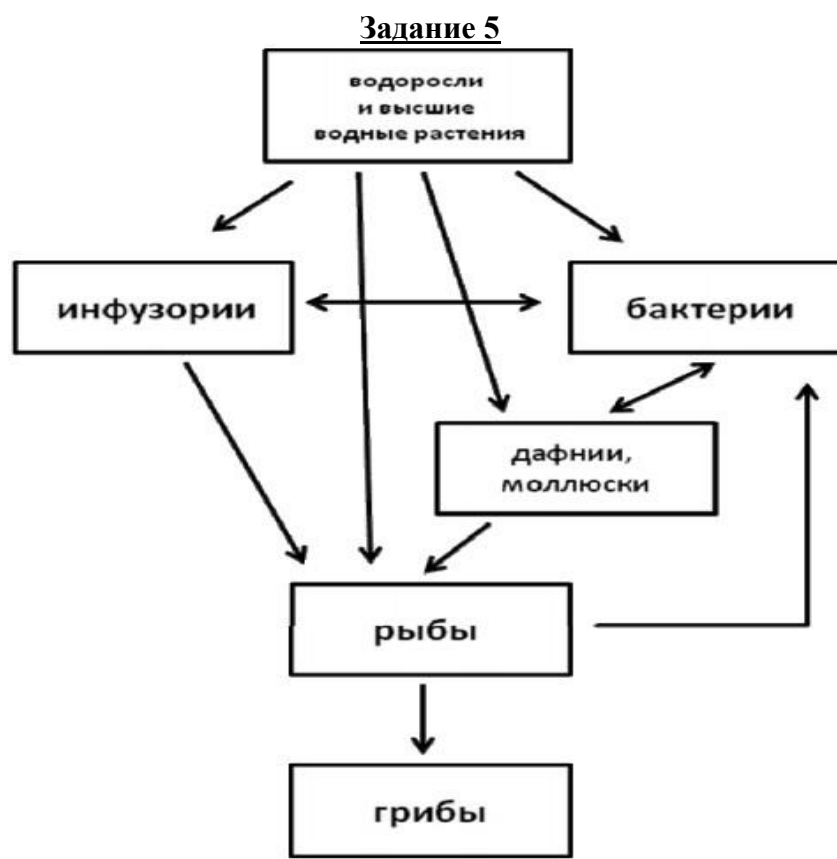 Задание 5
водоросли
и высшие
водные растения
инфузории
бактерии
дафнии,
моллюски
рыбы
грибы